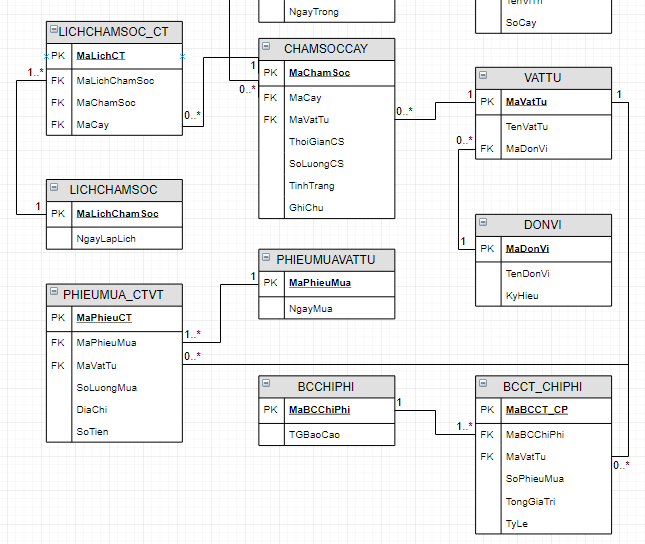 NgayTrong
TenViTri
SoCay
LICHCHAMSOC_CT
PK MaLichCT
FK MaLichChamSoc
FK MaChamSoc
FK MaCay
1..*
0..*
CHAMSOCCAY
PK MaChamSoc
FK MaCay
FK MaVatTu
ThoiGianCS
SoLuongCS
TinhTrang
GhiChu
1
0..*
0..*
VATTU
PK MaVatTu
TenVatTu
FK MaDonVi
1
1
0..*
LICHCHAMSOC
PK MaLichChamSoc
NgayLapLich
1
DONVI
PK MaDonVi
TenDonVi
KyHieu
1
PHIEUMUAVATTU
PK MaPhieuMua
NgayMua
1
PHIEUMUA_CTVT
PK MaPhieuCT
FK MaPhieuMua
FK MaVatTu
SoLuongMua
DiaChi
SoTien
1..*
0..*
BCCHIPHI
PK MaBCChiPhi
TGBaoCao
1
BCCT_CHIPHI
PK MaBCCT_CP
FK MaBCChiPhi
FK MaVatTu
SoPhieuMua
TongGiaTri
TyLe
1..*
0..*